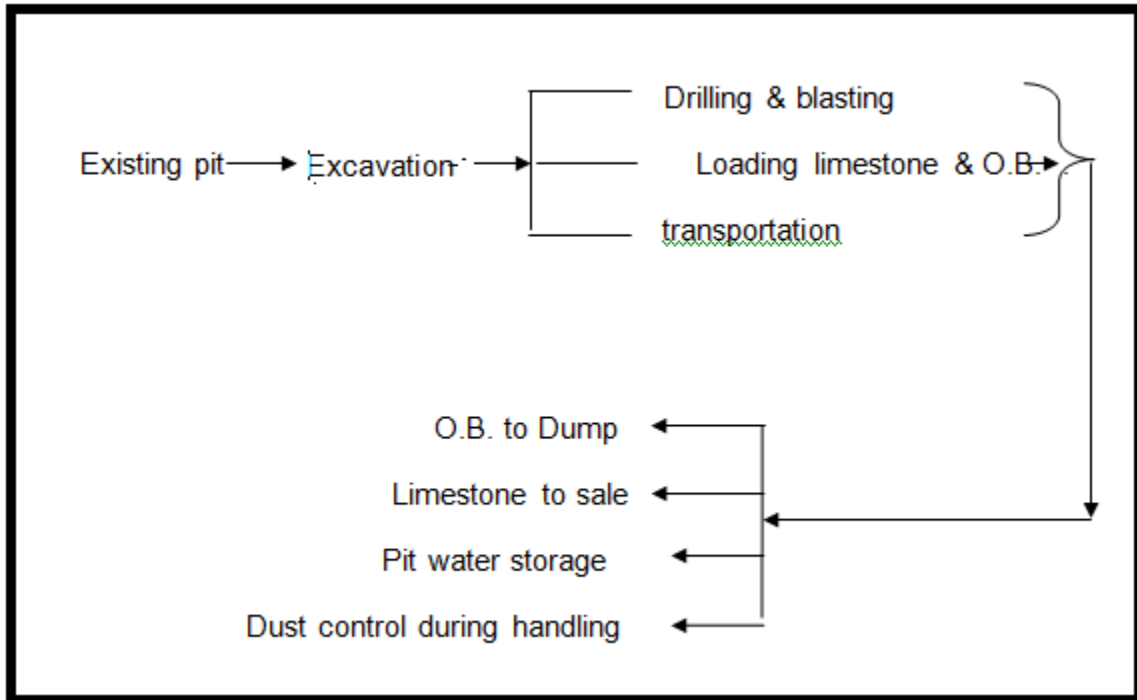 Drilling & blasting
Existing pit Excavation Loading limestone & O.B.
transportation
O.B. to Dump
Limestone to sale
Pit water storage
Dust control during handling